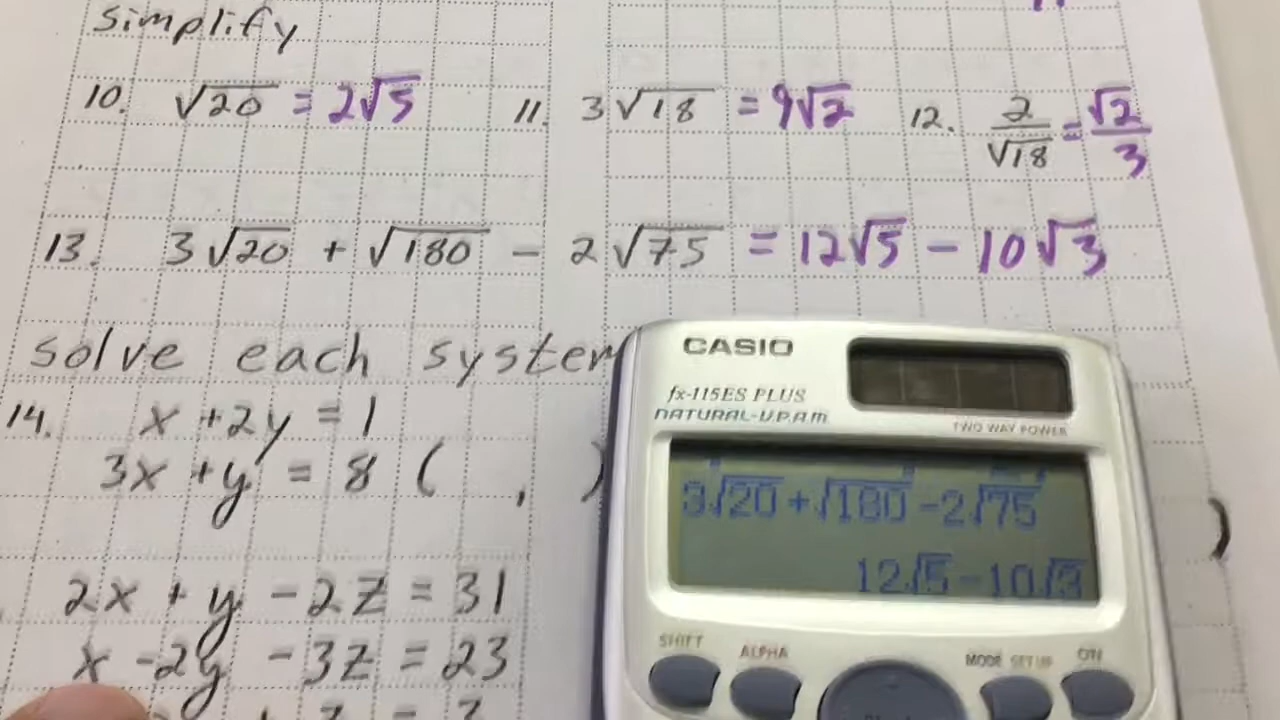 simplify
10. √20 = 2√5 11. 3√18 = 9√2 12. 2/√18 = √2/3
13. 3√20 + √180 - 2√75 = 12√5 - 10√3
solve each system
14. x + 2y = 1
3x + y = 8 ( , )
2x + y - 2z = 31
x - 2y - 3z = 23
CASIO
fx-115ES PLUS
NATURAL-V.P.A.M.
TWO WAY POWER
3√20+√180-2√75
12√5-10√3
SHIFT ALPHA MODE SETUP ON